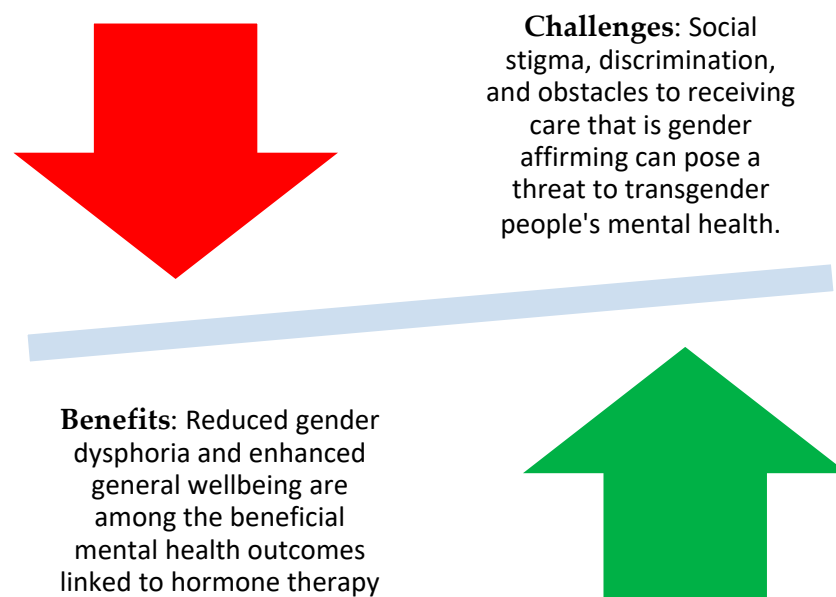 Challenges: Social
stigma, discrimination,
and obstacles to receiving
care that is gender
affirming can pose a
threat to transgender
people's mental health.
Benefits: Reduced gender
dysphoria and enhanced
general wellbeing are
among the beneficial
mental health outcomes
linked to hormone therapy